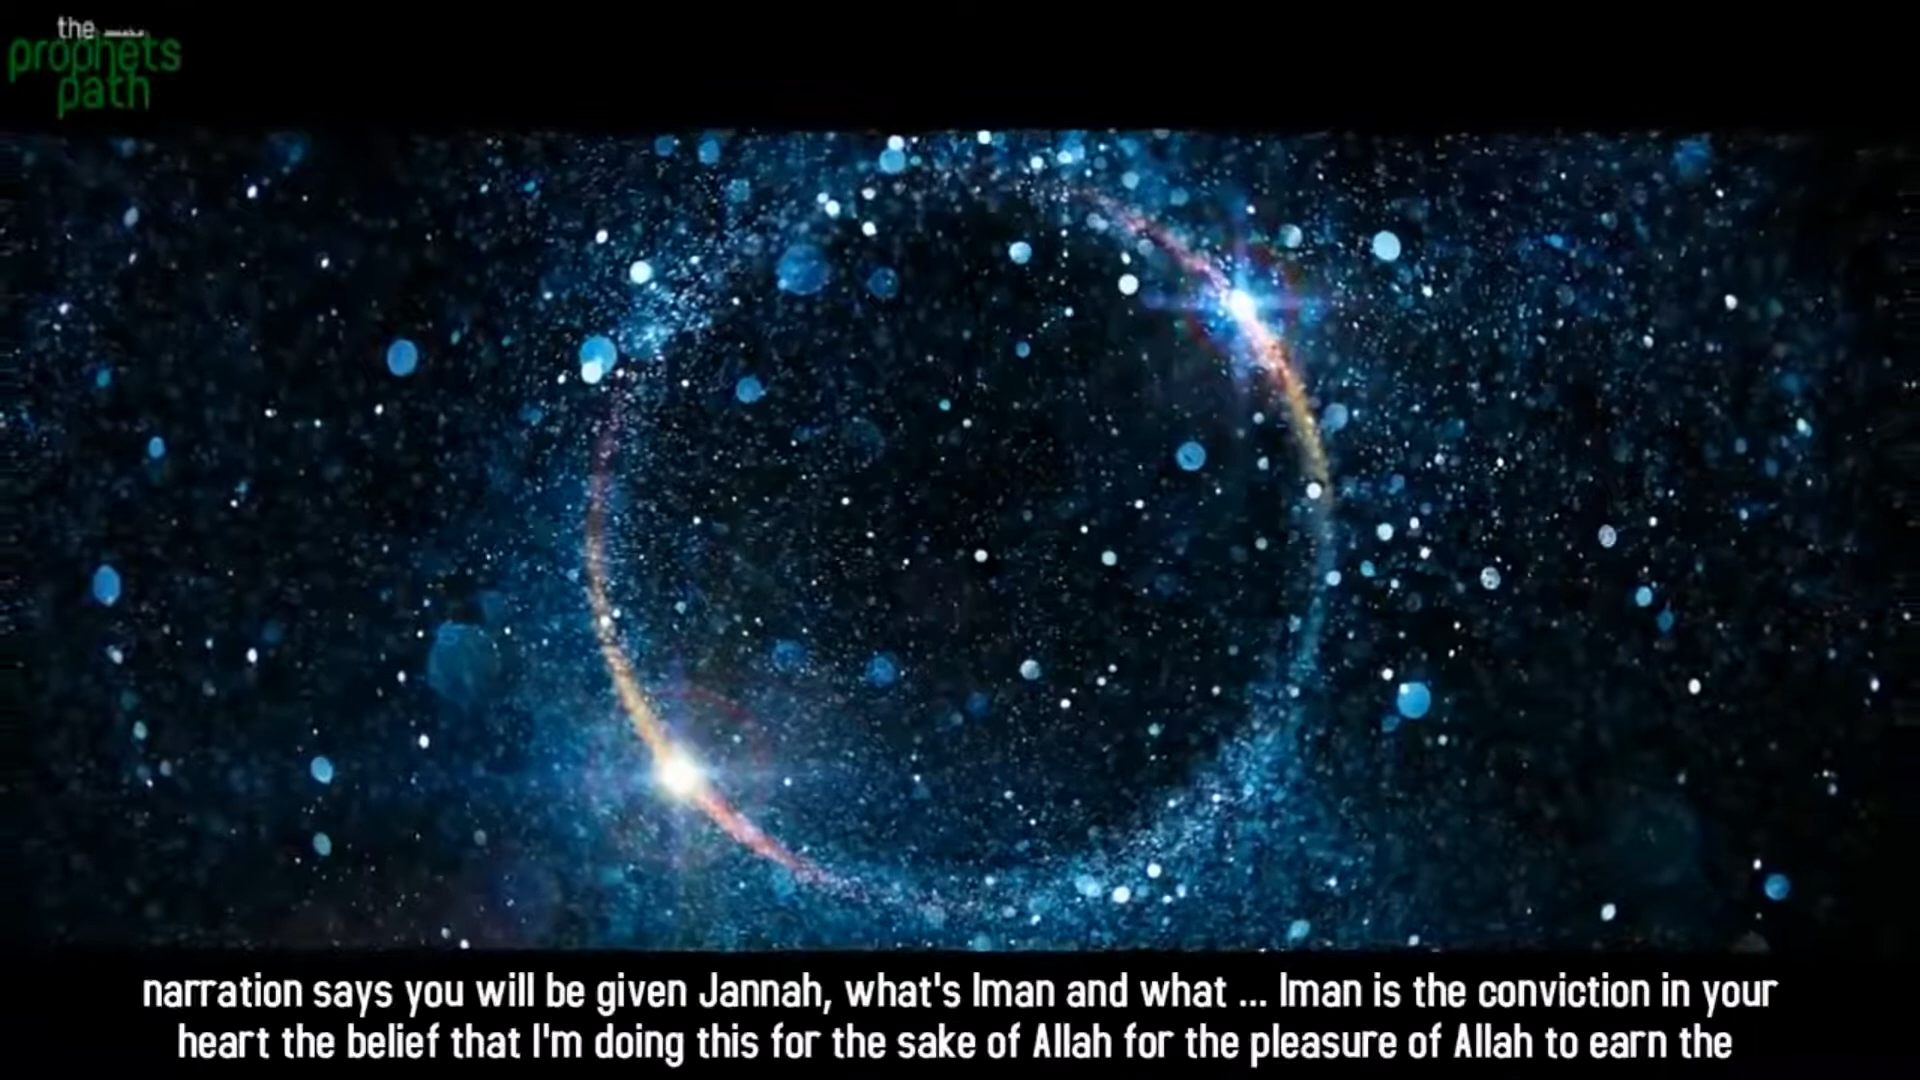 the
prophets
path
narration says you will be given Jannah, what's Iman and what ... Iman is the conviction in your
heart the belief that I'm doing this for the sake of Allah for the pleasure of Allah to earn the